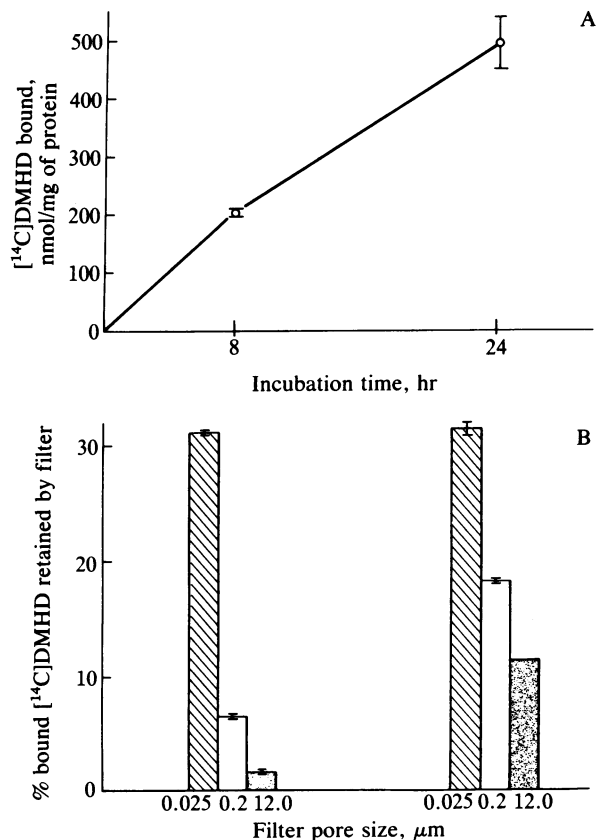 A
500
400
300
200
100
0
[¹⁴C]DMHD bound,
nmol/mg of protein
8
24
Incubation time, hr
B
30
20
10
0
% bound [¹⁴C]DMHD retained by filter
0.025 0.2 12.0
0.025 0.2 12.0
Filter pore size, μm